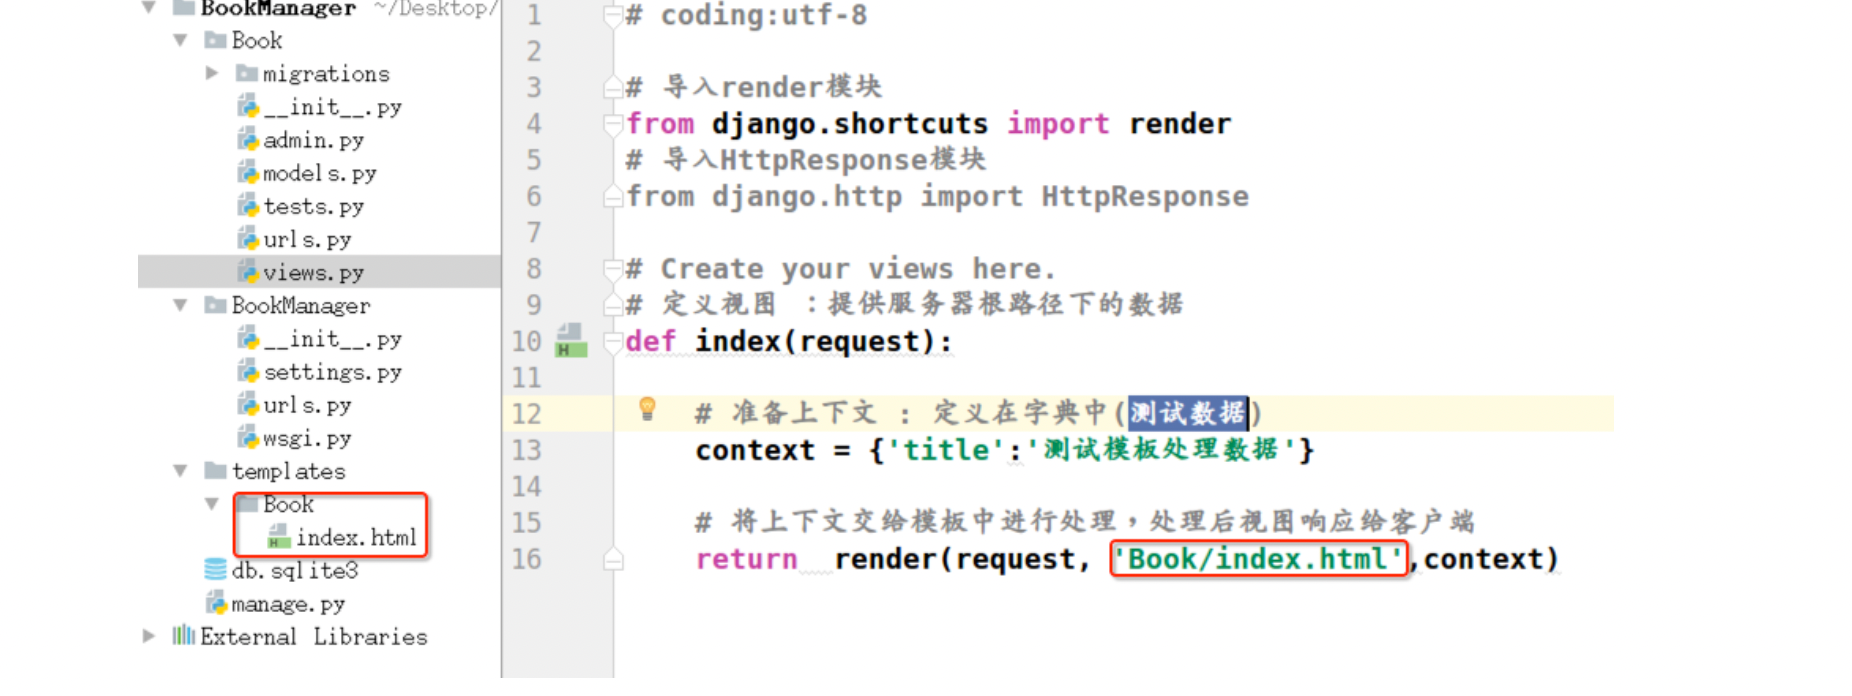 BookManager ~/Desktop/
Book
migrations
__init__.py
admin.py
models.py
tests.py
urls.py
views.py
BookManager
__init__.py
settings.py
urls.py
wsgi.py
templates
Book
index.html
db.sqlite3
manage.py
External Libraries
1 # coding:utf-8
2
3 # 导入render模块
4 from django.shortcuts import render
5 # 导入HttpResponse模块
6 from django.http import HttpResponse
7
8 # Create your views here.
9 # 定义视图 ：提供服务器根路径下的数据
10 def index(request):
11
12 # 准备上下文 ： 定义在字典中(测试数据)
13 context = {'title':'测试模板处理数据'}
14
15 # 将上下文交给模板中进行处理，处理后视图响应给客户端
16 return  render(request, 'Book/index.html',context)